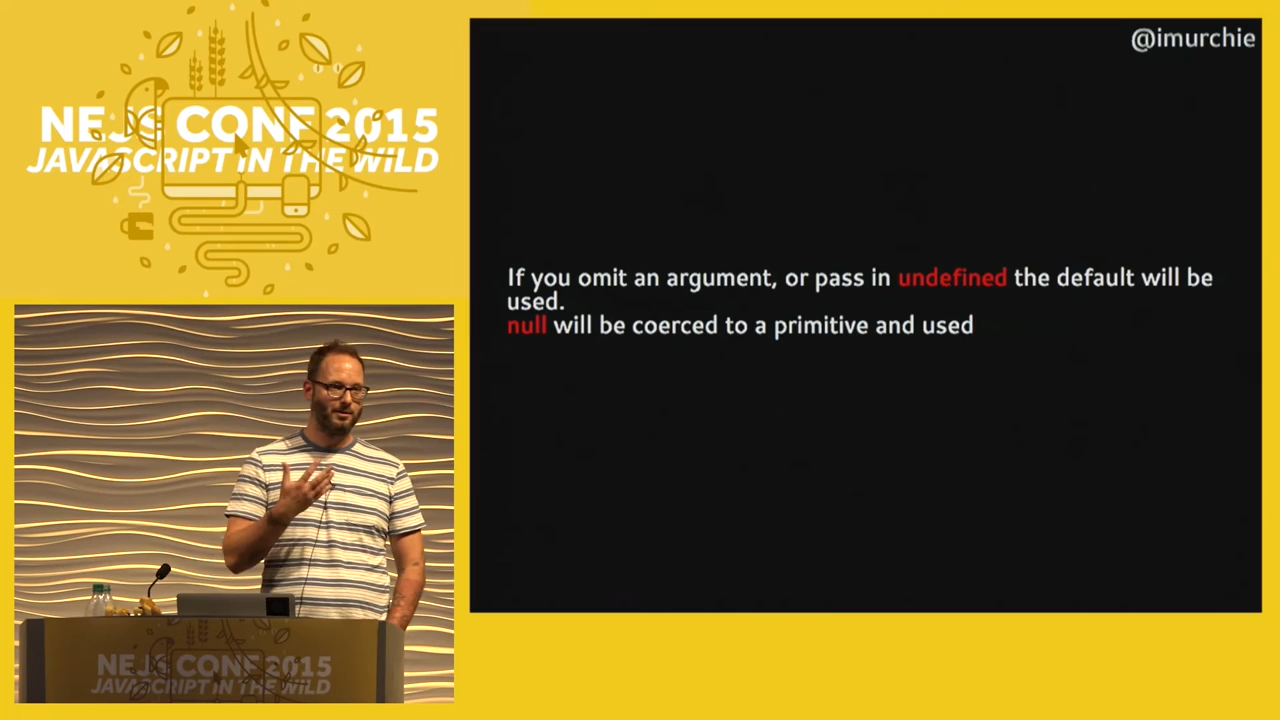 NEJS CONF 2015
JAVASCRIPT IN THE WILD
@imurchie
If you omit an argument, or pass in undefined the default will be
used.
null will be coerced to a primitive and used
NEJS CONF 2015
JAVASCRIPT IN THE WILD